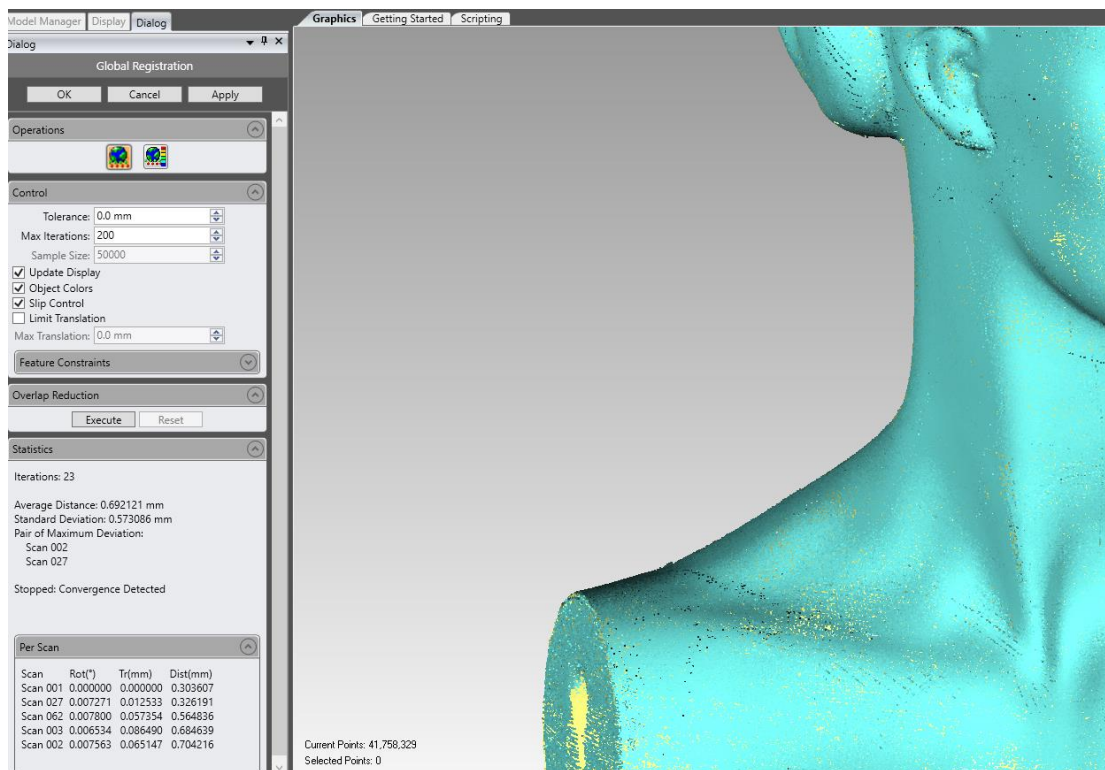 Model Manager Display Dialog
Graphics Getting Started Scripting
Dialog
Global Registration
OK Cancel Apply
Operations
Control
Tolerance: 0.0 mm
Max Iterations: 200
Sample Size: 50000
Update Display
Object Colors
Slip Control
Limit Translation
Max Translation: 0.0 mm
Feature Constraints
Overlap Reduction
Execute Reset
Statistics
Iterations: 23
Average Distance: 0.692121 mm
Standard Deviation: 0.573086 mm
Pair of Maximum Deviation:
Scan 002
Scan 027
Stopped: Convergence Detected
Per Scan
Scan Rot(°) Tr(mm) Dist(mm)
Scan 001 0.000000 0.000000 0.303607
Scan 027 0.007271 0.012533 0.326191
Scan 062 0.007800 0.057354 0.564836
Scan 003 0.006534 0.086490 0.684639
Scan 002 0.007563 0.065147 0.704216
Current Points: 41,758,329
Selected Points: 0